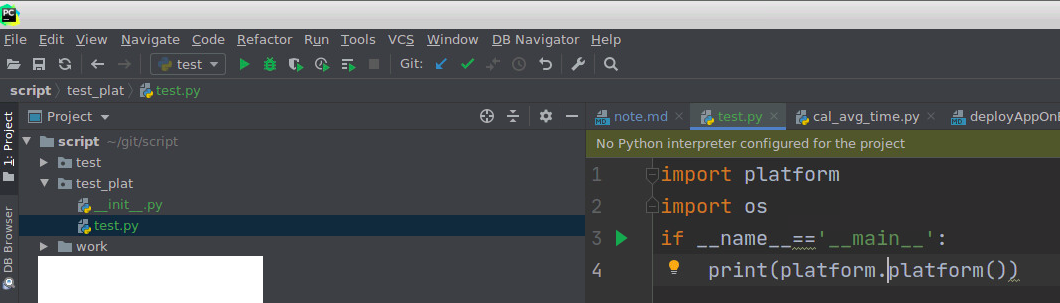 PC
File Edit View Navigate Code Refactor Run Tools VCS Window DB Navigator Help
test Git:
script test_plat test.py
1: Project
Project
note.md test.py cal_avg_time.py deployAppOnL
script ~/git/script
No Python interpreter configured for the project
test
1 import platform
test_plat
2 import os
__init__.py
3 if __name__=='__main__':
test.py
DB Browser
work
4 print(platform.platform())